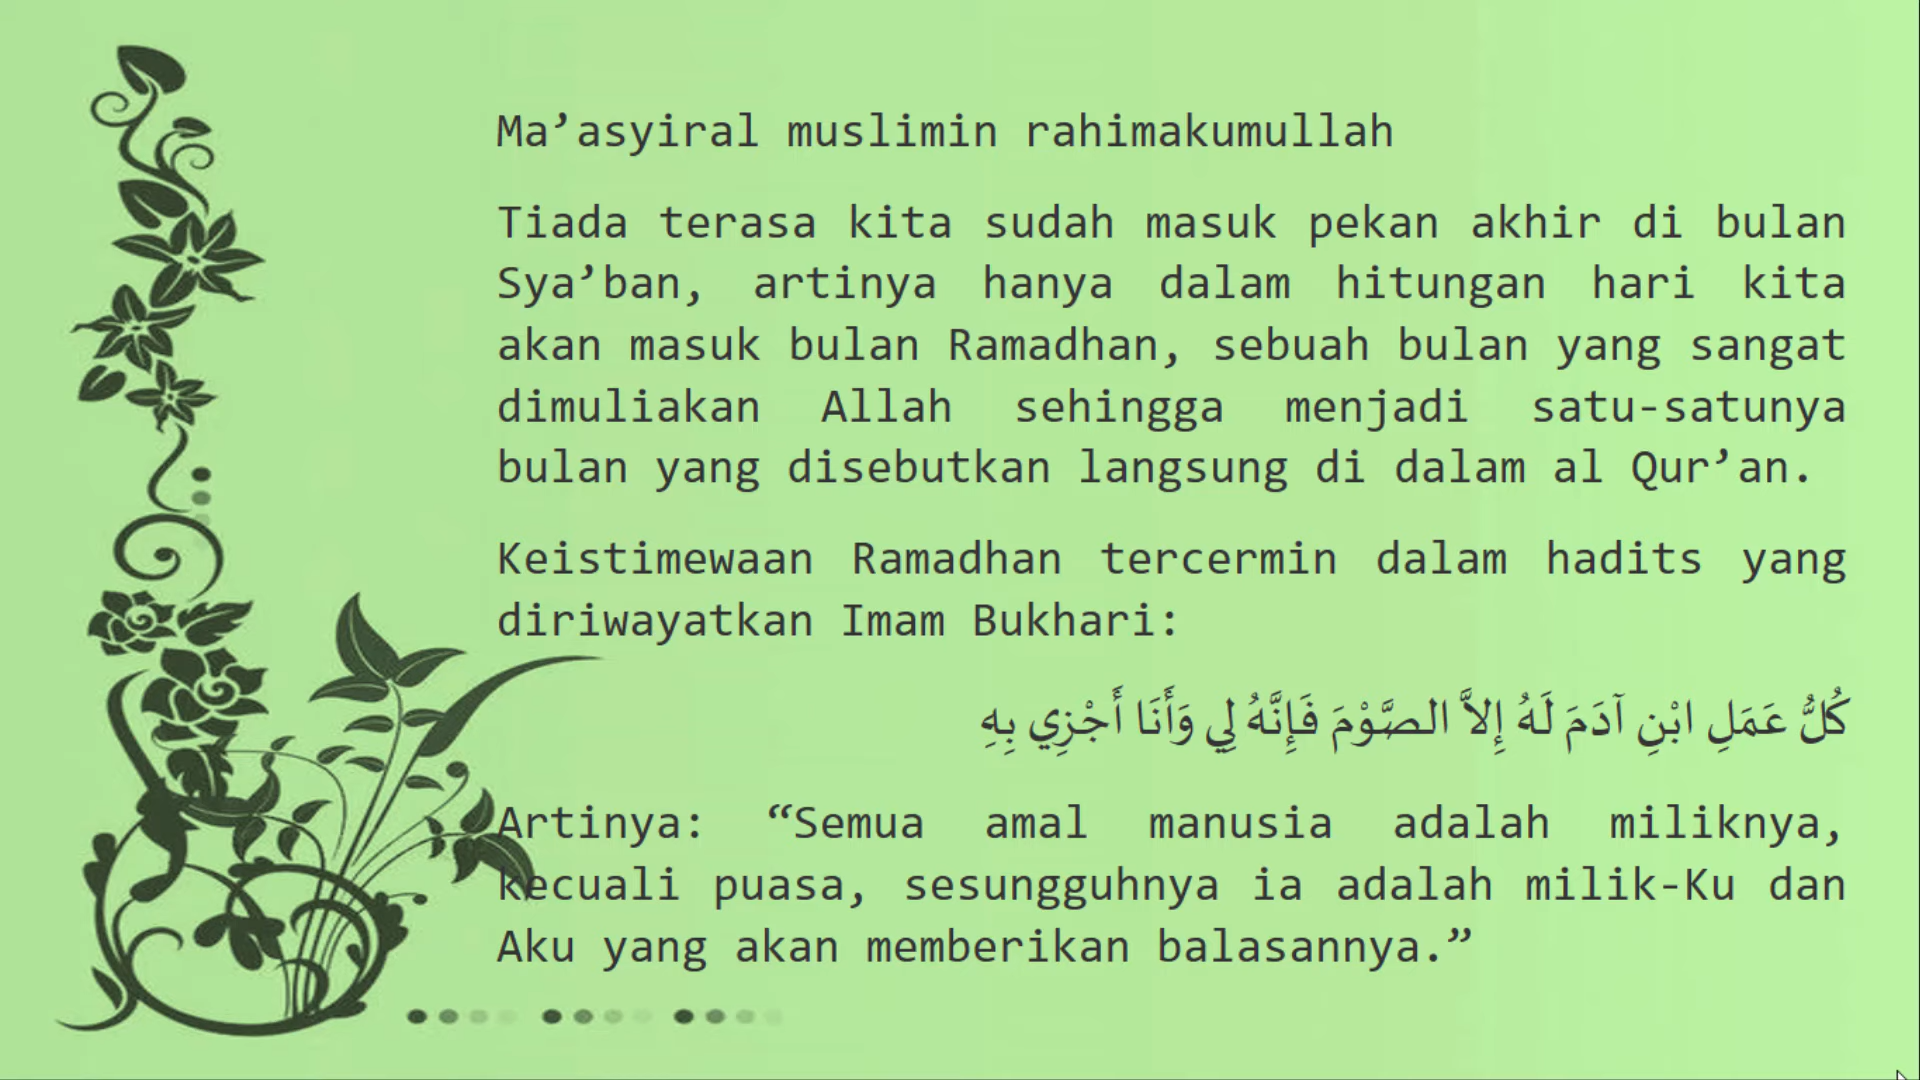 Ma’asyiral muslimin rahimakumullah
Tiada terasa kita sudah masuk pekan akhir di bulan
Sya’ban, artinya hanya dalam hitungan hari kita
akan masuk bulan Ramadhan, sebuah bulan yang sangat
dimuliakan Allah sehingga menjadi satu-satunya
bulan yang disebutkan langsung di dalam al Qur’an.
Keistimewaan Ramadhan tercermin dalam hadits yang
diriwayatkan Imam Bukhari:
كُلُّ عَمَلِ ابْنِ آدَمَ لَهُ إِلاَّ الصَّوْمَ فَإِنَّهُ لِي وَأَنَا أَجْزِي بِهِ
Artinya: “Semua amal manusia adalah miliknya,
kecuali puasa, sesungguhnya ia adalah milik-Ku dan
Aku yang akan memberikan balasannya.”